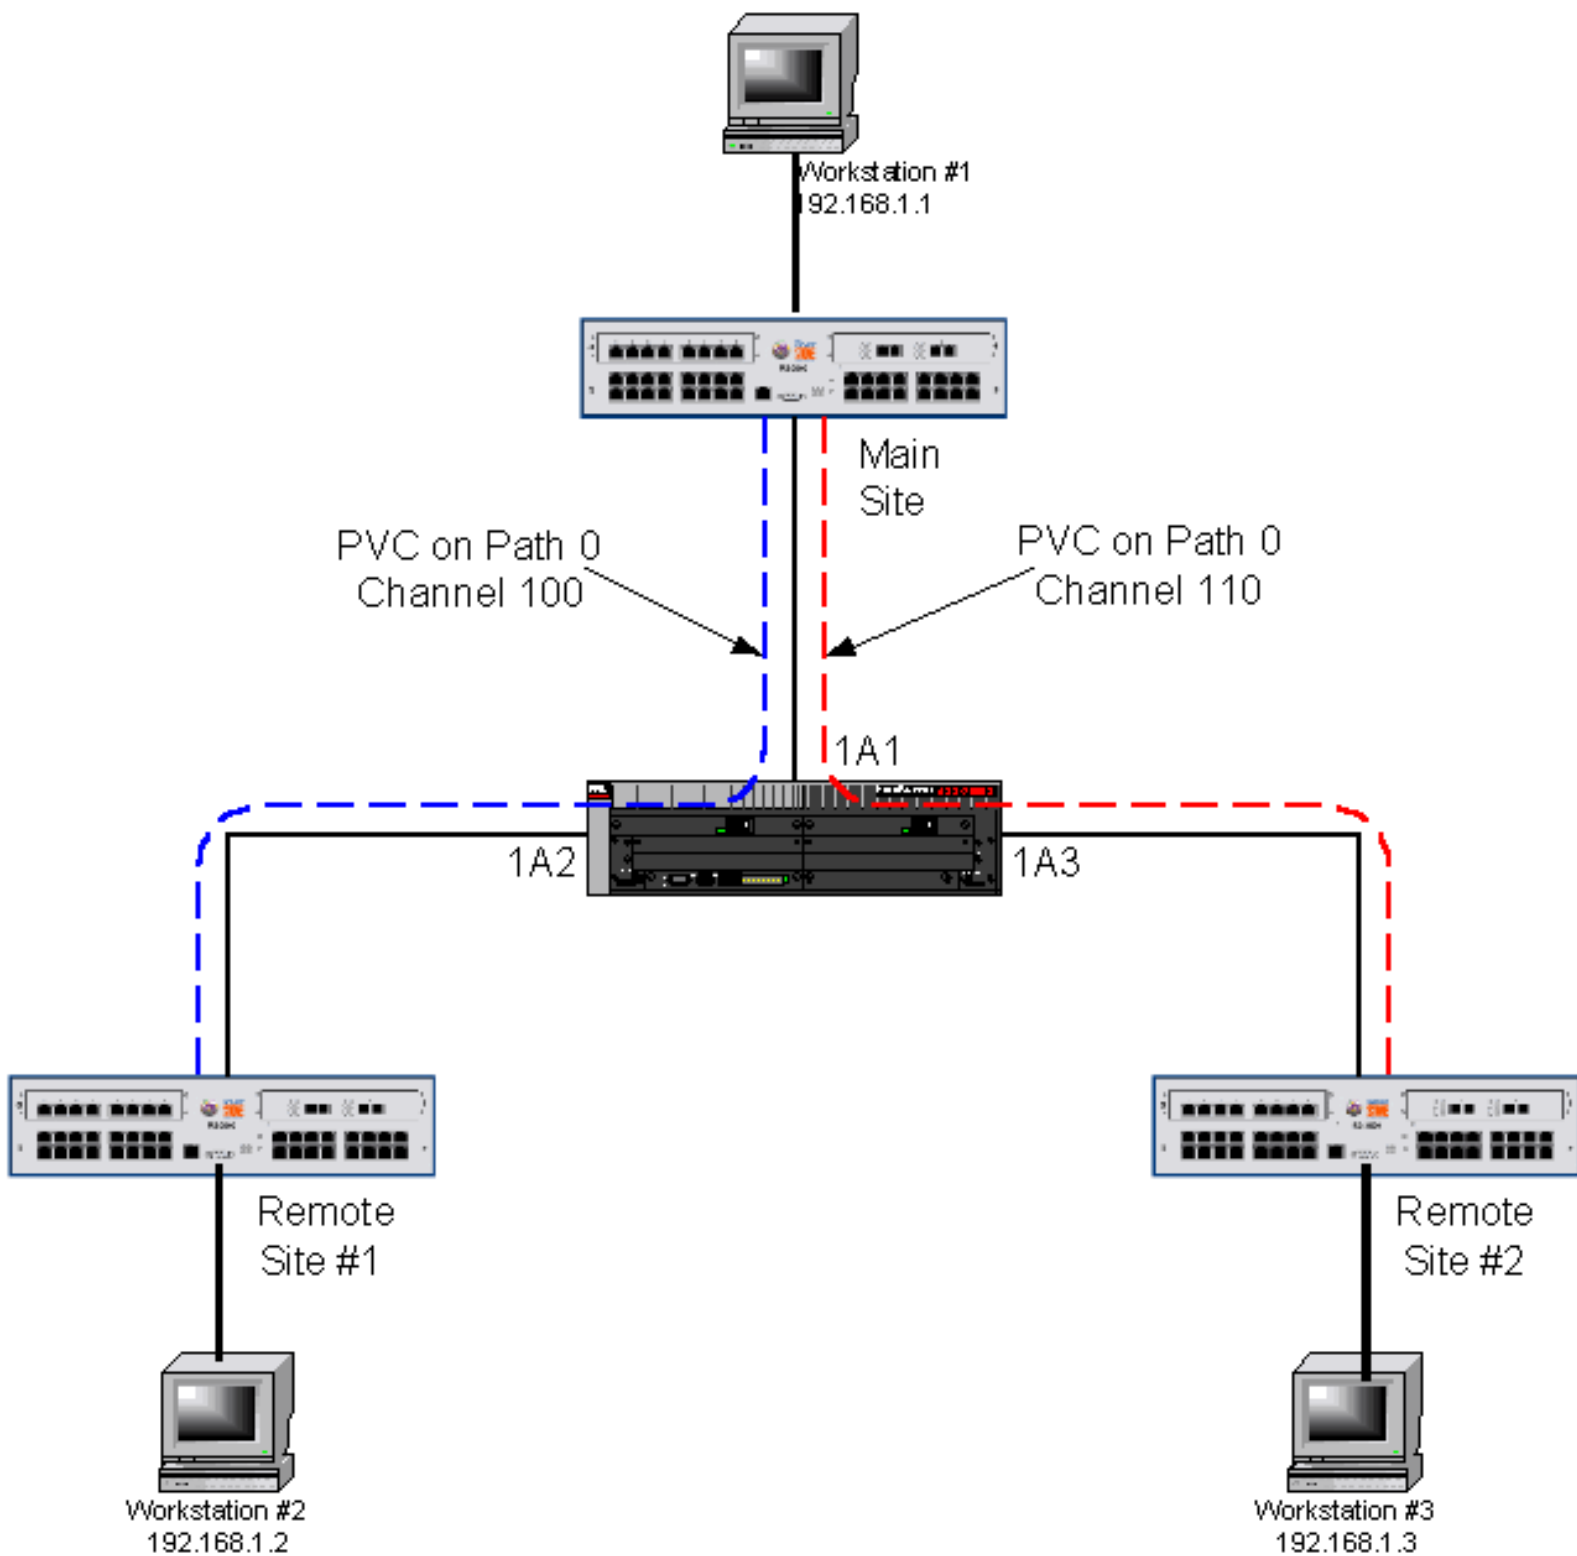 Workstation #1
192.168.1.1
Main
Site
PVC on Path 0
Channel 100
PVC on Path 0
Channel 110
1A1
1A2
1A3
Remote
Site #1
Remote
Site #2
Workstation #2
192.168.1.2
Workstation #3
192.168.1.3